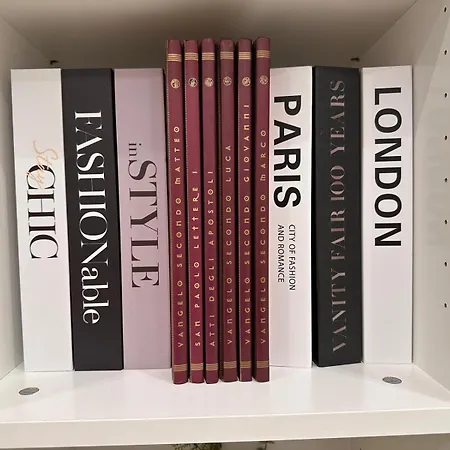 Stay
CHIC
FASHIONable
in STYLE
VANGELO SECONDO MATTEO
SAN PAOLO LETTERE I
ATTI DEGLI APOSTOLI
VANGELO SECONDO LUCA
VANGELO SECONDO GIOVANNI
VANGELO SECONDO MARCO
PARIS
CITY OF FASHION
AND ROMANCE
VANITY FAIR 100 YEARS
LONDON